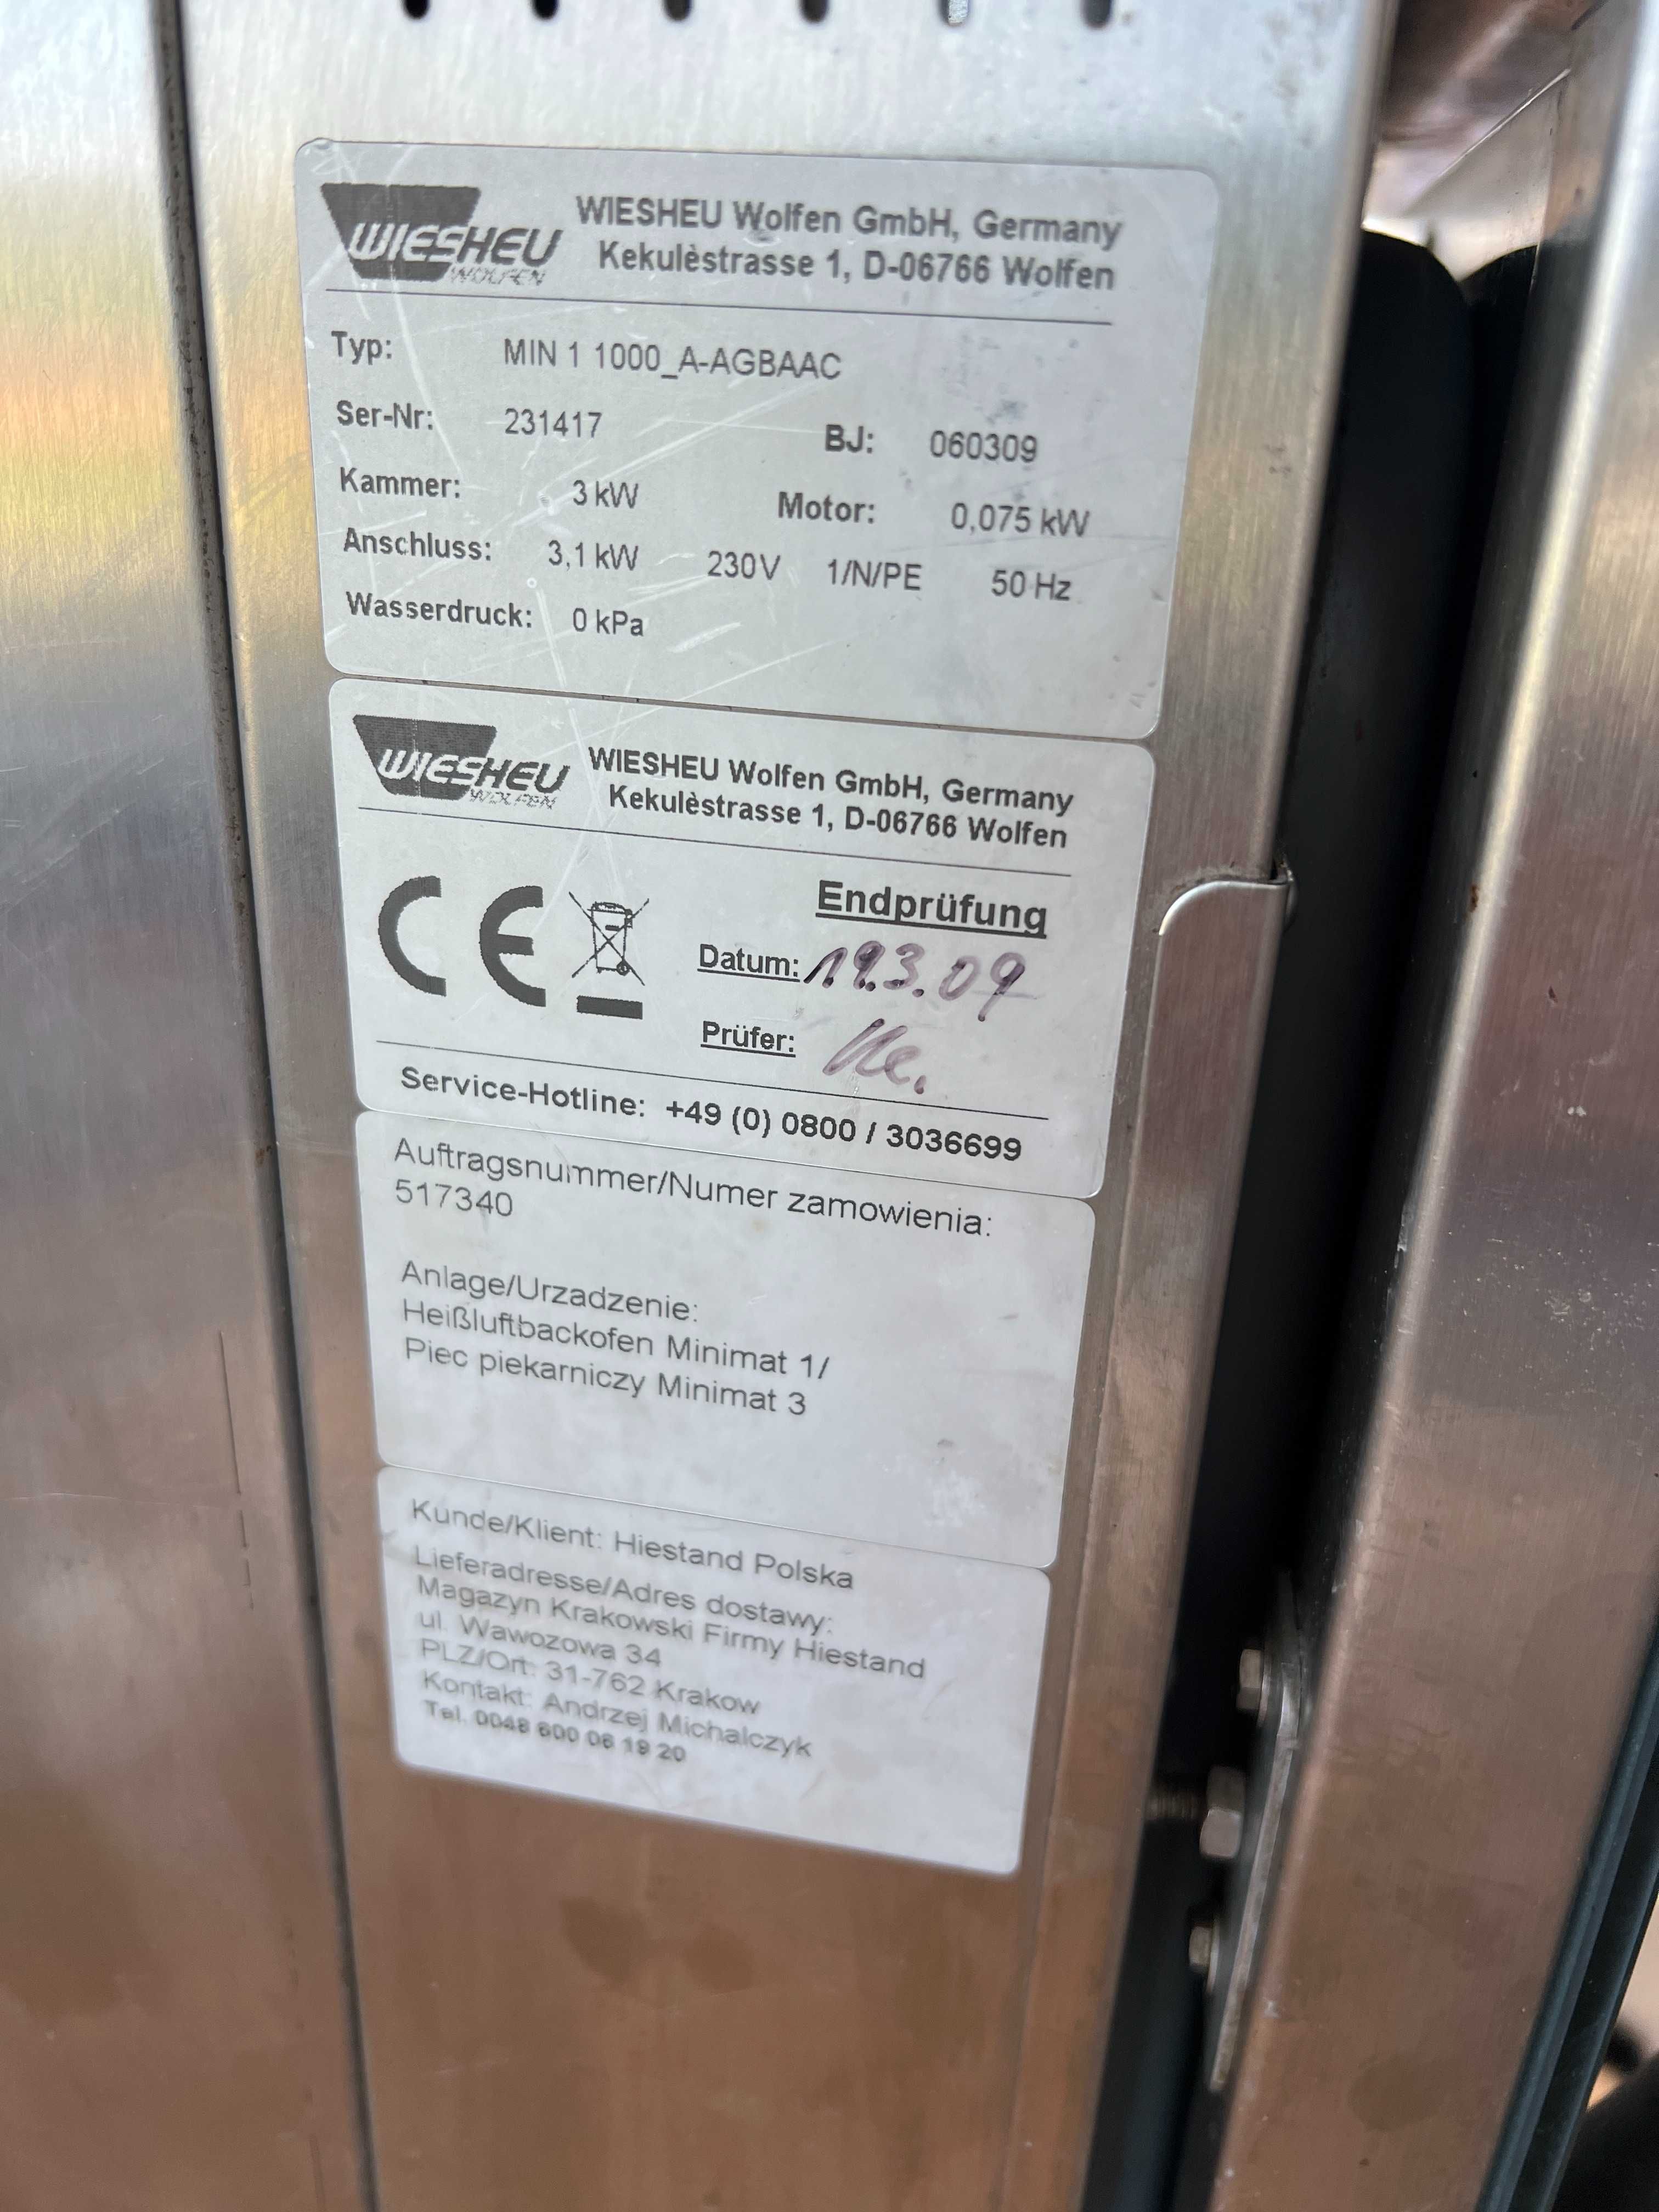 WIESHEU
WOLFEN
WIESHEU Wolfen GmbH, Germany
Kekulèstrasse 1, D-06766 Wolfen
Typ: MIN 1 1000_A-AGBAAC
Ser-Nr: 231417 BJ: 060309
Kammer: 3 kW Motor: 0,075 kW
Anschluss: 3,1 kW 230V 1/N/PE 50 Hz
Wasserdruck: 0 kPa
WIESHEU
WOLFEN
WIESHEU Wolfen GmbH, Germany
Kekulèstrasse 1, D-06766 Wolfen
CE
Endprüfung
Datum: 19.3.09
Prüfer:
Service-Hotline: +49 (0) 0800 / 3036699
Auftragsnummer/Numer zamowienia:
517340
Anlage/Urzadzenie:
Heißluftbackofen Minimat 1/
Piec piekarniczy Minimat 3
Kunde/Klient: Hiestand Polska
Lieferadresse/Adres dostawy:
Magazyn Krakowski Firmy Hiestand
ul. Wawozowa 34
PLZ/Ort: 31-762 Krakow
Kontakt: Andrzej Michalczyk
Tel. 0048 600 06 19 20